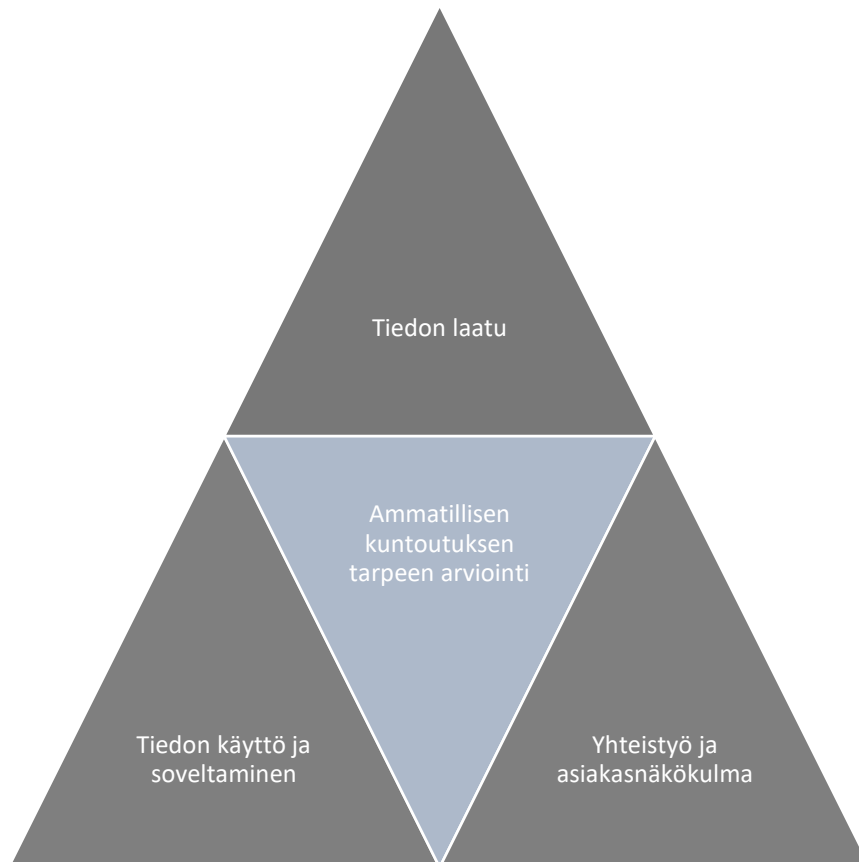 Tiedon laatu
Ammatillisen
kuntoutuksen
tarpeen arviointi
Tiedon käyttö ja
soveltaminen
Yhteistyö ja
asiakasnäkökulma